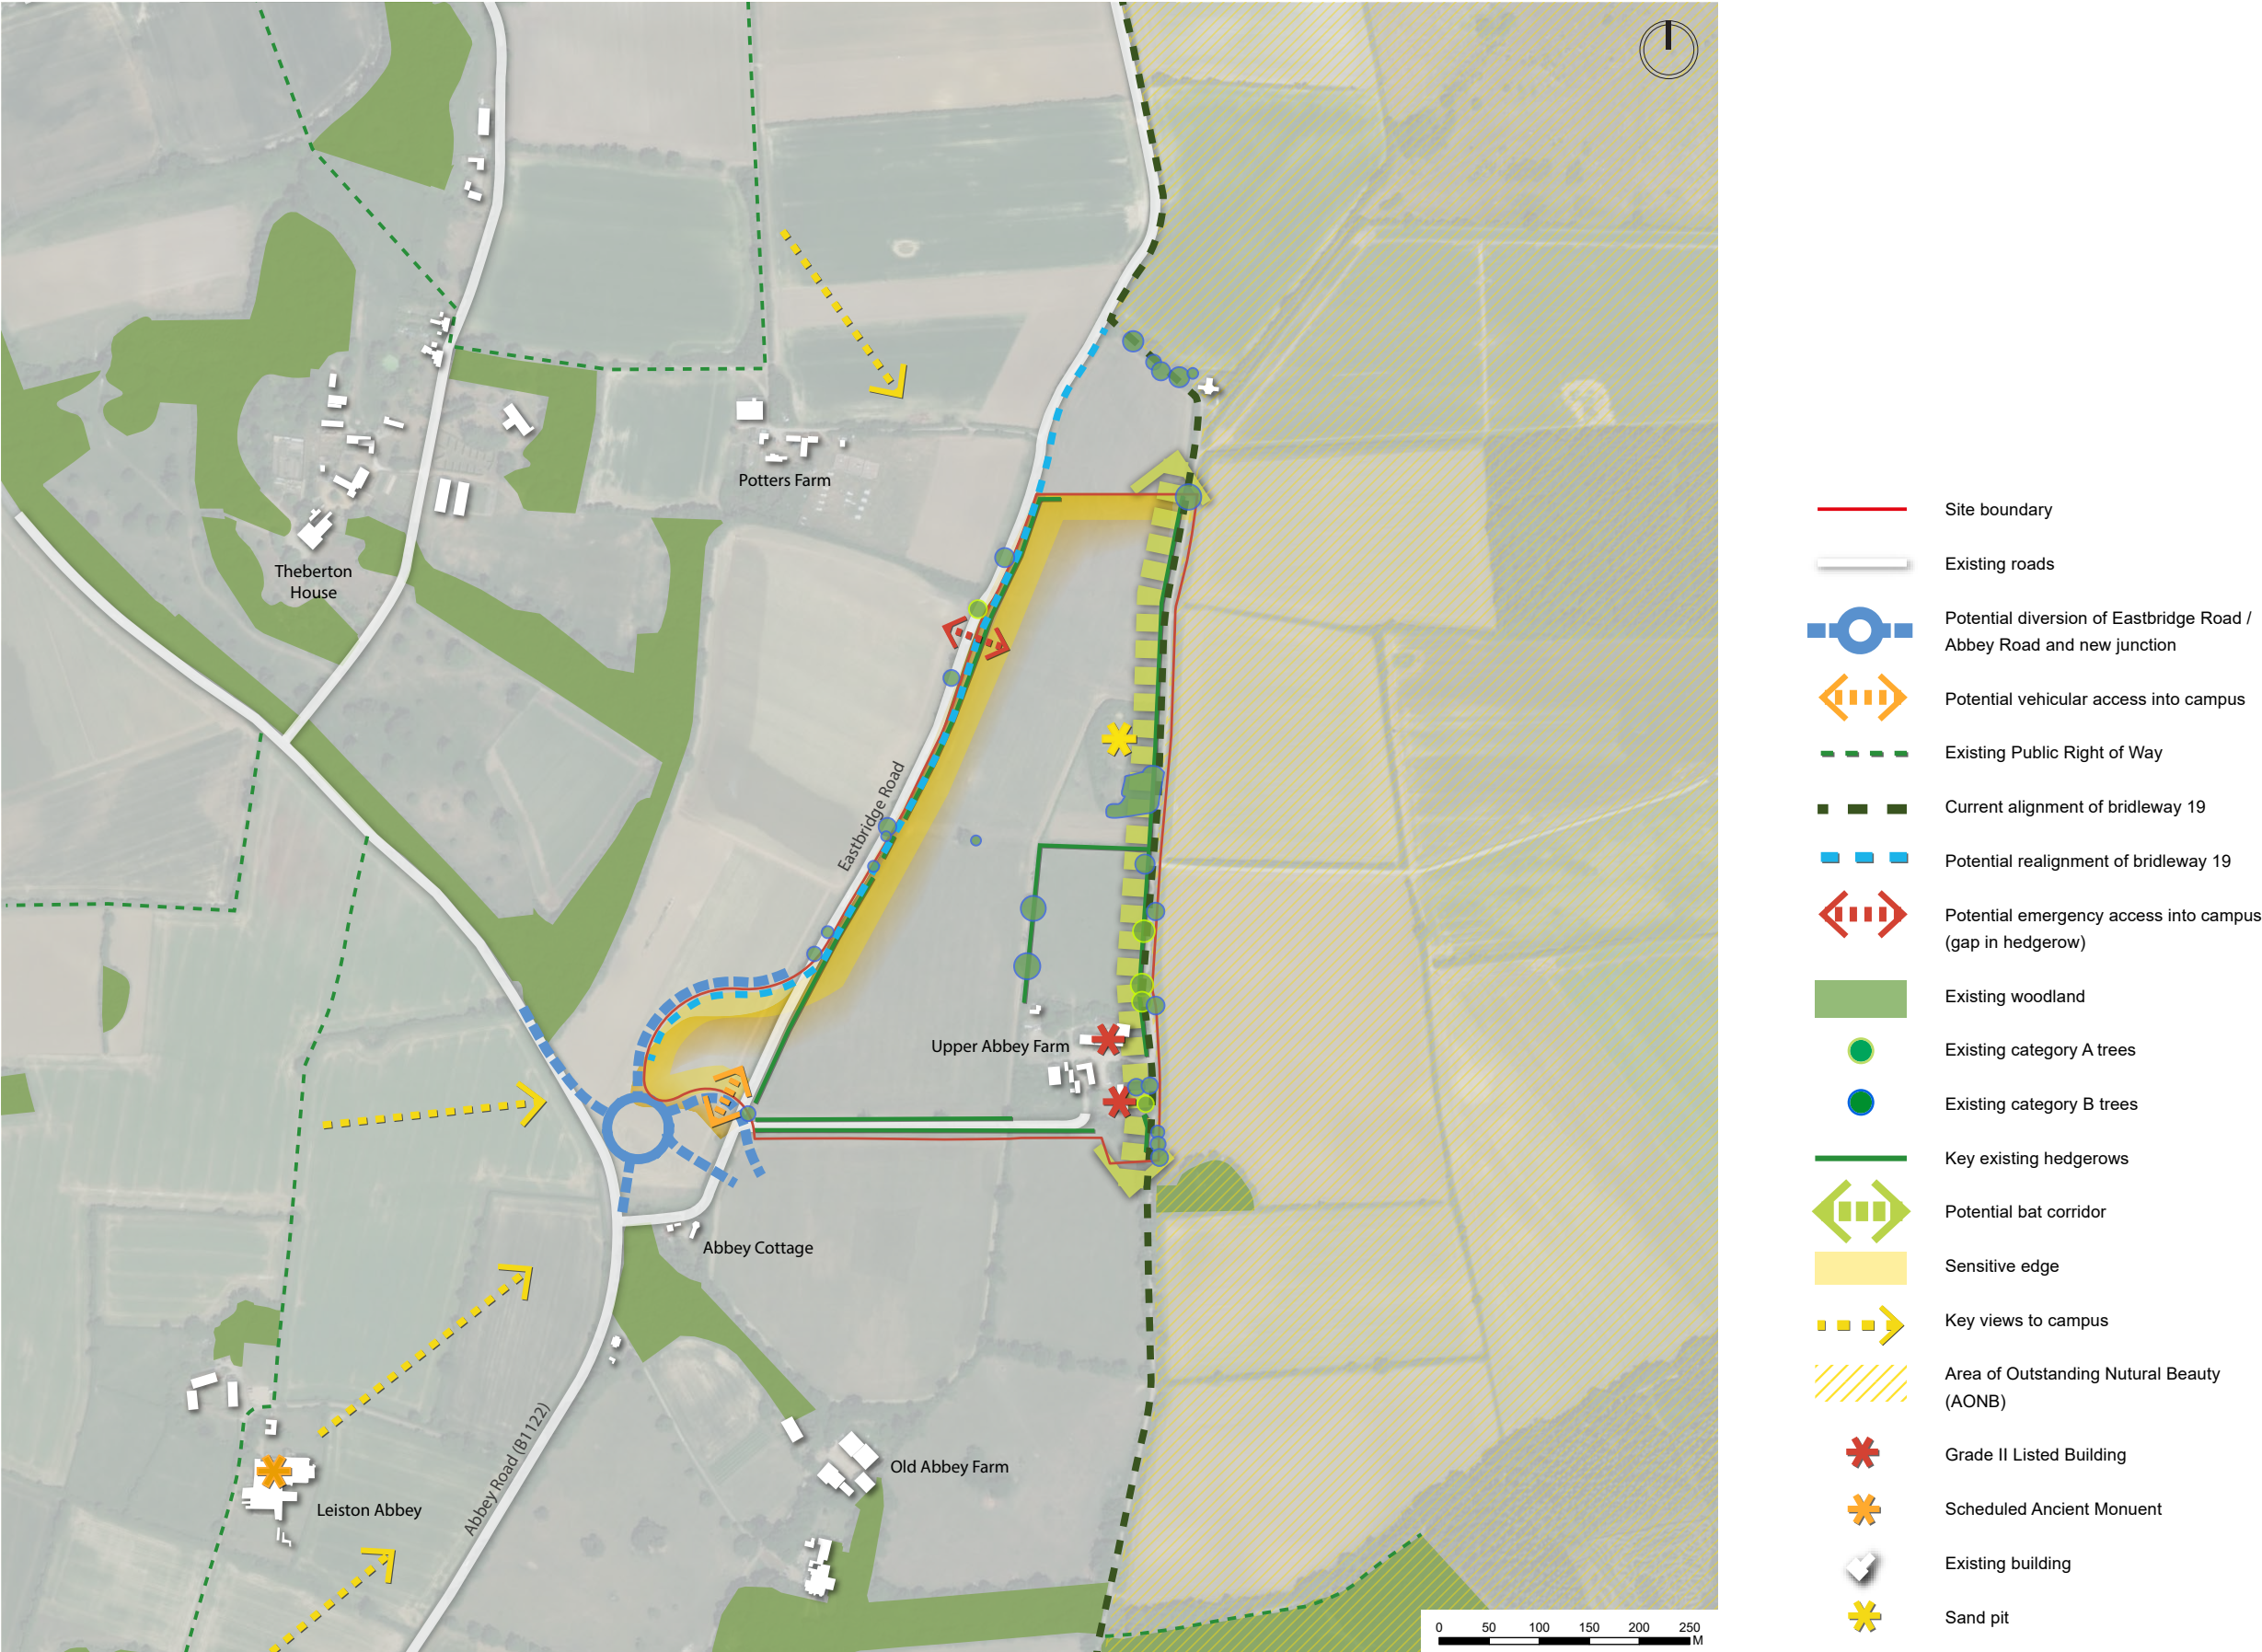 Potters Farm
Theberton
House
Eastbridge Road
Upper Abbey Farm
Abbey Cottage
Old Abbey Farm
Leiston Abbey
Abbey Road (B1122)
0 50 100 150 200 250
M
Site boundary
Existing roads
Potential diversion of Eastbridge Road /
Abbey Road and new junction
Potential vehicular access into campus
Existing Public Right of Way
Current alignment of bridleway 19
Potential realignment of bridleway 19
Potential emergency access into campus
(gap in hedgerow)
Existing woodland
Existing category A trees
Existing category B trees
Key existing hedgerows
Potential bat corridor
Sensitive edge
Key views to campus
Area of Outstanding Nutural Beauty
(AONB)
Grade II Listed Building
Scheduled Ancient Monuent
Existing building
Sand pit